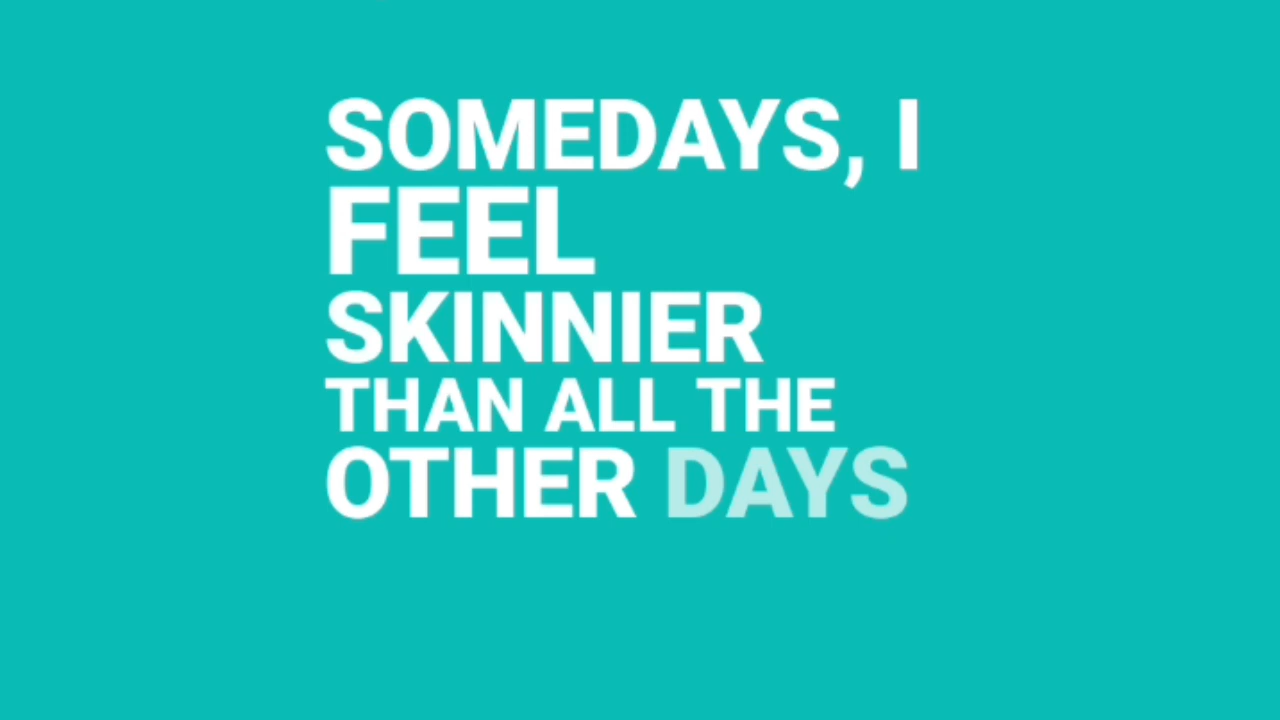 SOMEDAYS, I
FEEL
SKINNIER
THAN ALL THE
OTHER DAYS